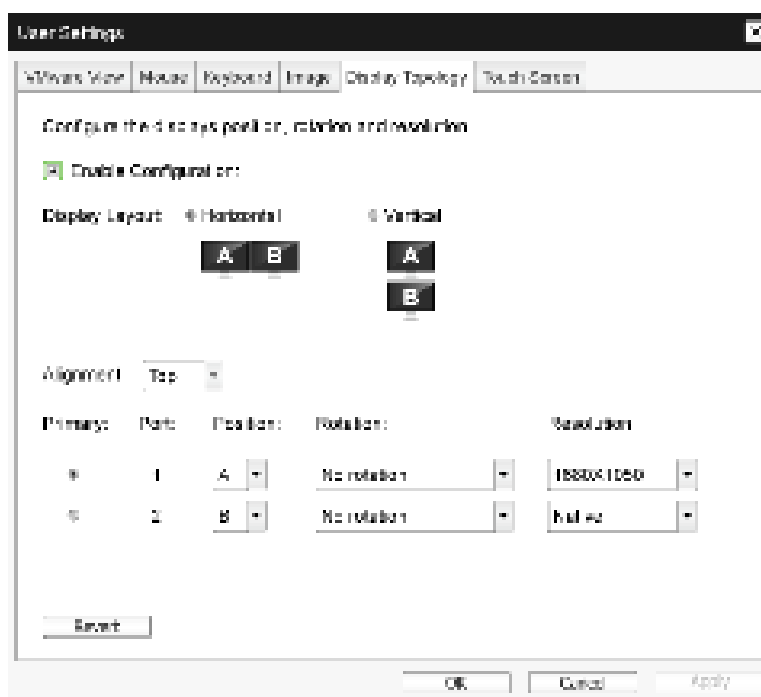 User Settings
VMware View Mouse Keyboard Image Display Topology Touch Screen
Configure the displays position, rotation and resolution
Enable Configuration:
Display Layout: Horizontal Vertical
A B A
B
Alignment Top
Primary: Port: Position: Rotation: Resolution
1 A No rotation 1680X1050
2 B No rotation Native
Revert
OK Cancel Apply